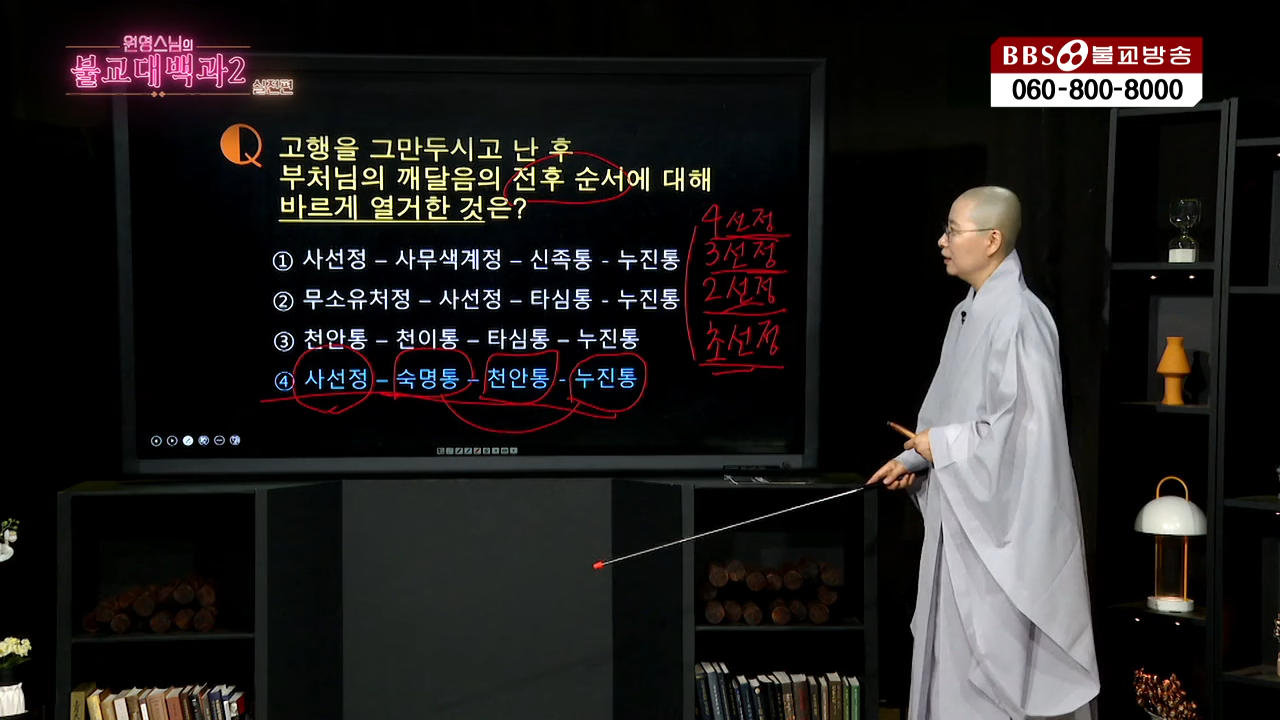 원영스님의
불교대백과2
실전편
BBS 불교방송
060-800-8000
Q
고행을 그만두시고 난 후
부처님의 깨달음의 전후 순서에 대해
바르게 열거한 것은?
① 사선정 – 사무색계정 – 신족통 - 누진통
② 무소유처정 – 사선정 – 타심통 - 누진통
③ 천안통 – 천이통 – 타심통 – 누진통
④ 사선정 – 숙명통 – 천안통 - 누진통
4선정
3선정
2선정
초선정